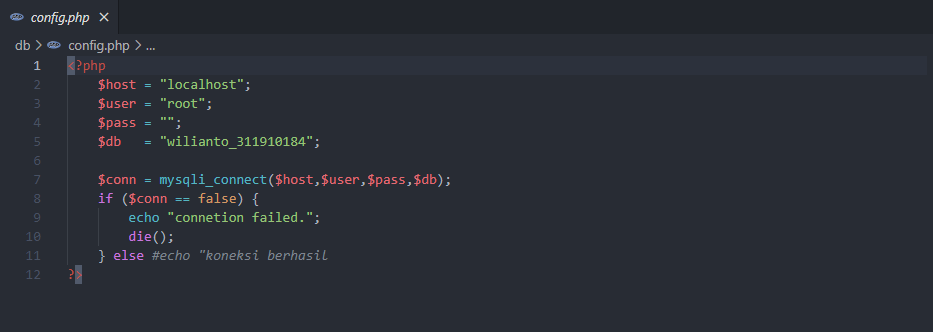 config.php ×
db > config.php > ...
1 <?php
2 $host = "localhost";
3 $user = "root";
4 $pass = "";
5 $db   = "wilianto_311910184";
6
7 $conn = mysqli_connect($host,$user,$pass,$db);
8 if ($conn == false) {
9 echo "connetion failed.";
10 die();
11 } else #echo "koneksi berhasil
12 ?>